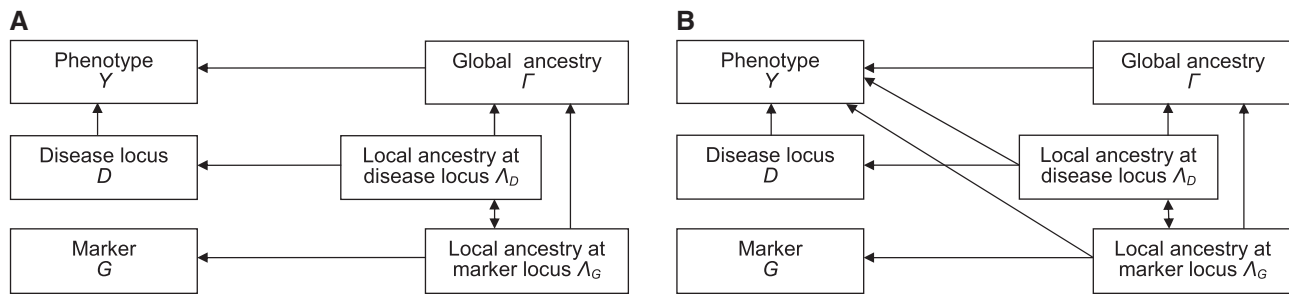 A
Phenotype
Y
Global ancestry
Γ
Disease locus
D
Local ancestry at
disease locus Λ_D
Marker
G
Local ancestry at
marker locus Λ_G
B
Phenotype
Y
Global ancestry
Γ
Disease locus
D
Local ancestry at
disease locus Λ_D
Marker
G
Local ancestry at
marker locus Λ_G